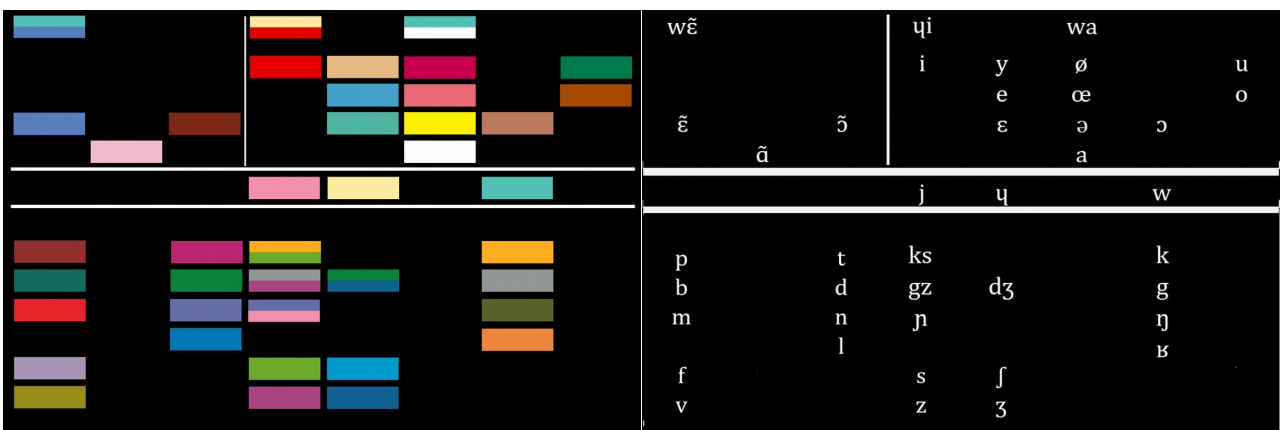 wɛ̃ ɥi wa
i y ø u
e œ o
ɛ̃ ɔ̃ ɛ ə ɔ
ɑ̃ a
j ɥ w
p t ks k
b d gz dʒ g
m n ɲ ŋ
l ʁ
f s ʃ
v z ʒ